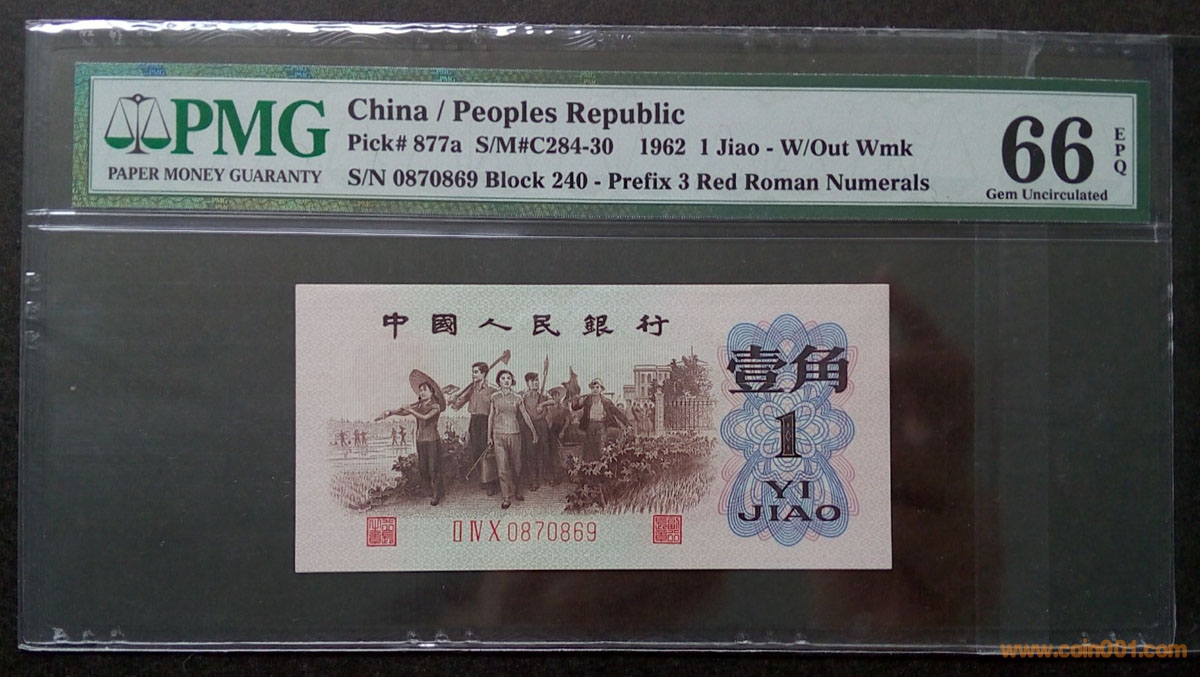 PMG
PAPER MONEY GUARANTY
China / Peoples Republic
Pick# 877a S/M#C284-30 1962 1 Jiao - W/Out Wmk
S/N 0870869 Block 240 - Prefix 3 Red Roman Numerals
66
EPQ
Gem Uncirculated
中國人民銀行
壹角
1
YI
JIAO
II IV X 0870869
www.coin001.com